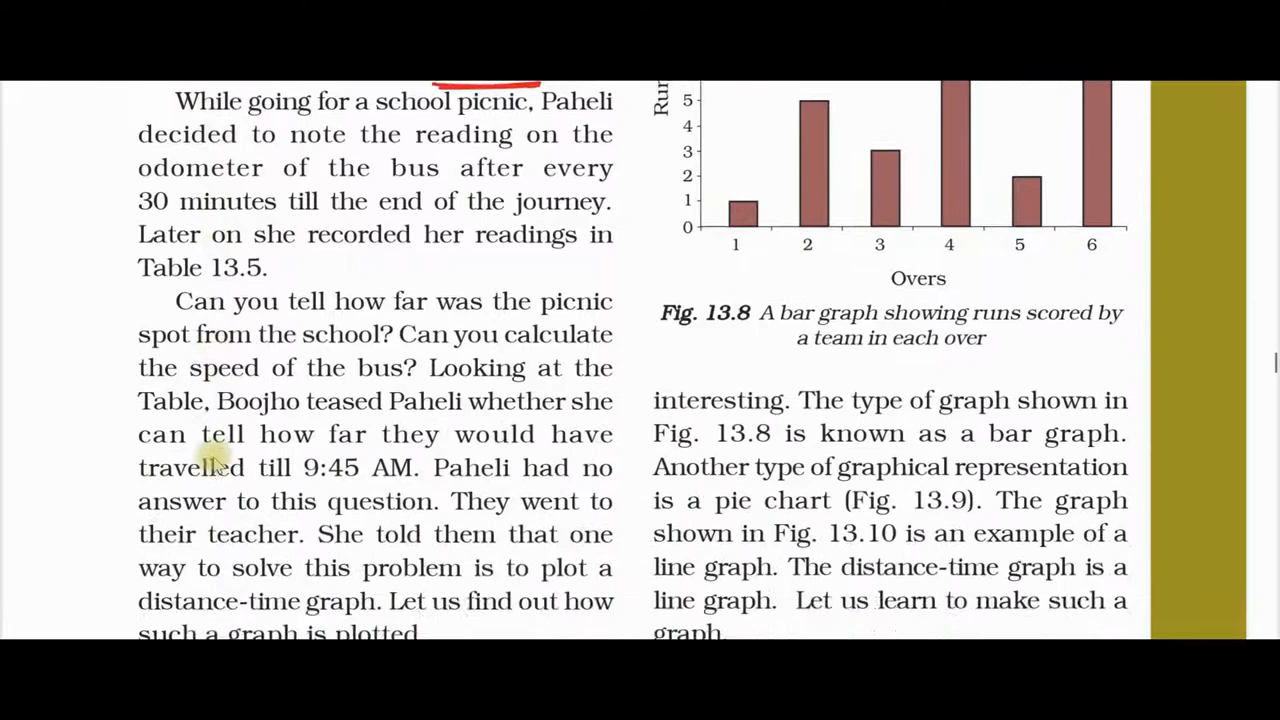 While going for a school picnic, Paheli
decided to note the reading on the
odometer of the bus after every
30 minutes till the end of the journey.
Later on she recorded her readings in
Table 13.5.
Can you tell how far was the picnic
spot from the school? Can you calculate
the speed of the bus? Looking at the
Table, Boojho teased Paheli whether she
can tell how far they would have
travelled till 9:45 AM. Paheli had no
answer to this question. They went to
their teacher. She told them that one
way to solve this problem is to plot a
distance-time graph. Let us find out how
such a graph is plotted
Run
5
4
3
2
1
0
1 2 3 4 5 6
Overs
Fig. 13.8 A bar graph showing runs scored by
a team in each over
interesting. The type of graph shown in
Fig. 13.8 is known as a bar graph.
Another type of graphical representation
is a pie chart (Fig. 13.9). The graph
shown in Fig. 13.10 is an example of a
line graph. The distance-time graph is a
line graph. Let us learn to make such a
graph